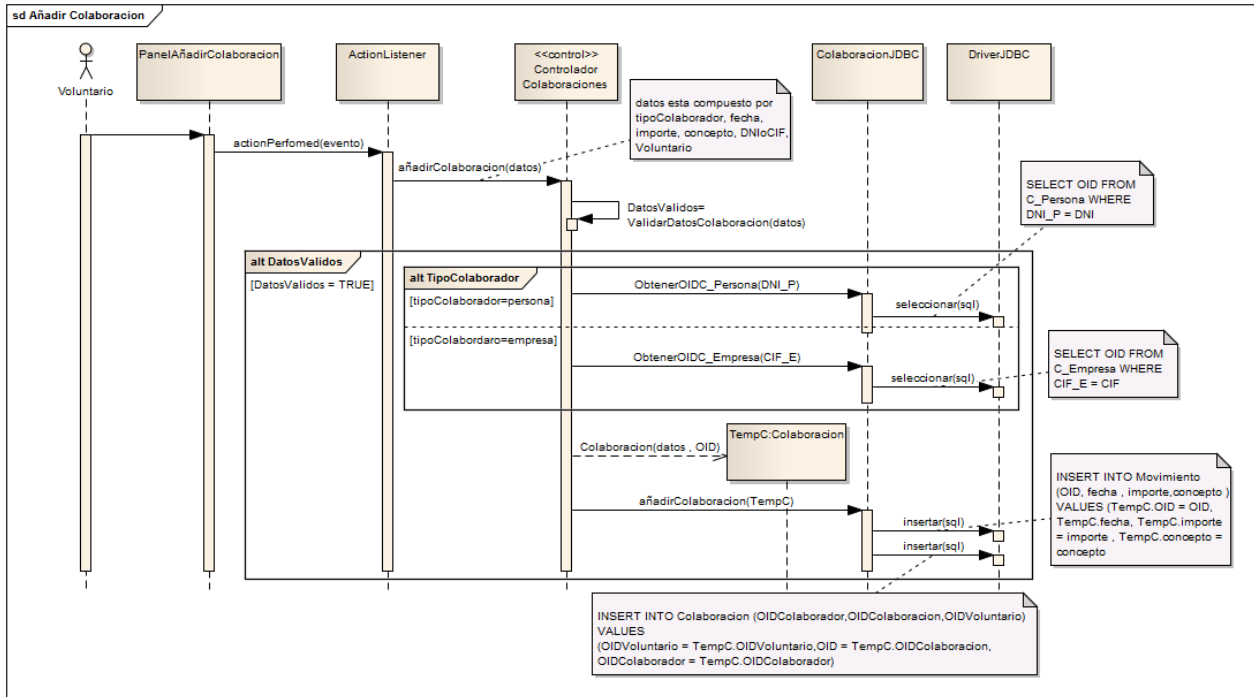 sd Añadir Colaboracion
Voluntario
PanelAñadirColaboracion
ActionListener
<<control>>
Controlador
Colaboraciones
ColaboracionJDBC
DriverJDBC
datos esta compuesto por
tipoColaborador, fecha,
importe, concepto, DNIoCIF,
Voluntario
actionPerfomed(evento)
añadirColaboracion(datos)
SELECT OID FROM
C_Persona WHERE
DNI_P = DNI
DatosValidos=
ValidarDatosColaboracion(datos)
alt DatosValidos
[DatosValidos = TRUE]
alt TipoColaborador
[tipoColaborador=persona]
ObtenerOIDC_Persona(DNI_P)
seleccionar(sql)
[tipoColabordaro=empresa]
ObtenerOIDC_Empresa(CIF_E)
seleccionar(sql)
SELECT OID FROM
C_Empresa WHERE
CIF_E = CIF
Colaboracion(datos , OID)
TempC:Colaboracion
añadirColaboracion(TempC)
insertar(sql)
insertar(sql)
INSERT INTO Movimiento
(OID, fecha , importe,concepto )
VALUES (TempC.OID = OID,
TempC.fecha, TempC.importe
= importe , TempC.concepto =
concepto
INSERT INTO Colaboracion (OIDColaborador,OIDColaboracion,OIDVoluntario)
VALUES
(OIDVoluntario = TempC.OIDVoluntario,OID = TempC.OIDColaboracion,
OIDColaborador = TempC.OIDColaborador)